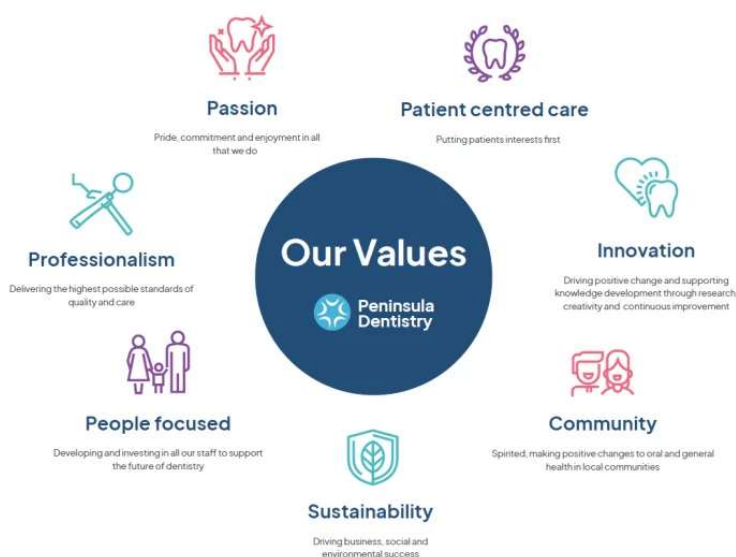 Passion
Pride, commitment and enjoyment in all
that we do
Patient centred care
Putting patients interests first
Professionalism
Delivering the highest possible standards of
quality and care
Our Values
Peninsula
Dentistry
Innovation
Driving positive change and supporting
knowledge development through research,
creativity and continuous improvement
People focused
Developing and investing in all our staff to support
the future of dentistry
Community
Spirited, making positive changes to oral and general
health in local communities
Sustainability
Driving business, social and
environmental success